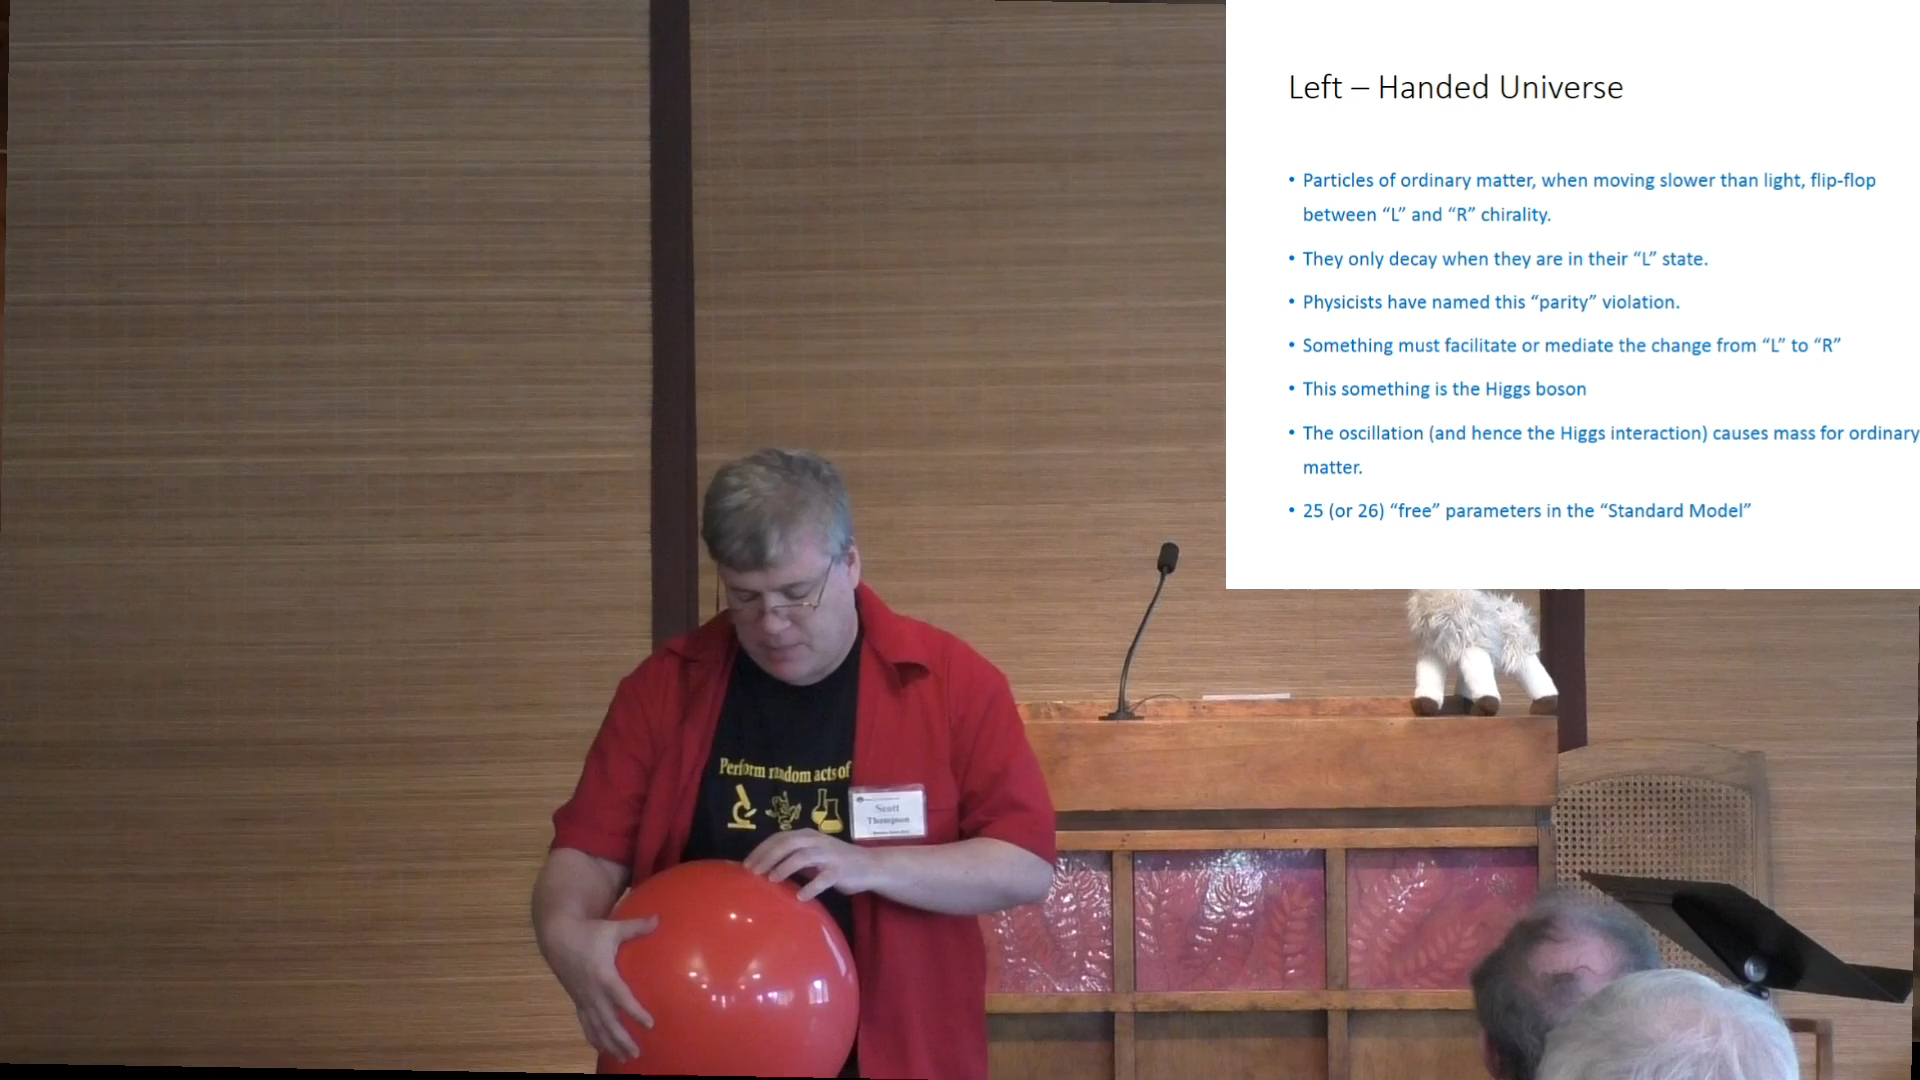 Left – Handed Universe
• Particles of ordinary matter, when moving slower than light, flip-flop
between “L” and “R” chirality.
• They only decay when they are in their “L” state.
• Physicists have named this “parity” violation.
• Something must facilitate or mediate the change from “L” to “R”
• This something is the Higgs boson
• The oscillation (and hence the Higgs interaction) causes mass for ordinary
matter.
• 25 (or 26) “free” parameters in the “Standard Model”
Perform random acts of
Scott
Thompson